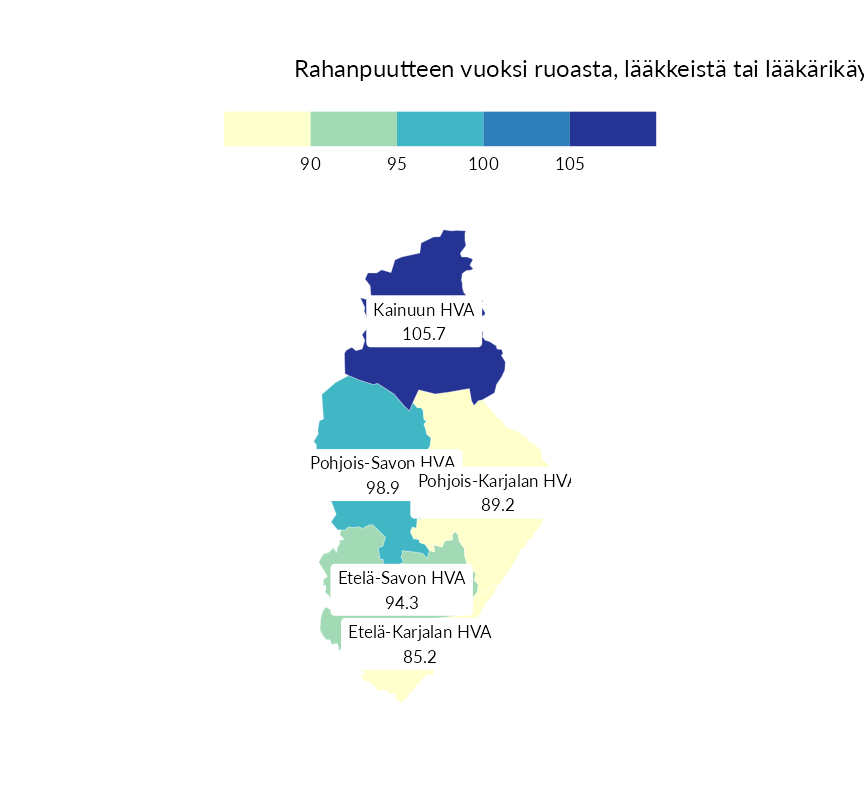 Rahanpuutteen vuoksi ruoasta, lääkkeistä tai lääkärikäy
90 95 100 105
Kainuun HVA
105.7
Pohjois-Savon HVA
98.9
Pohjois-Karjalan HVA
89.2
Etelä-Savon HVA
94.3
Etelä-Karjalan HVA
85.2